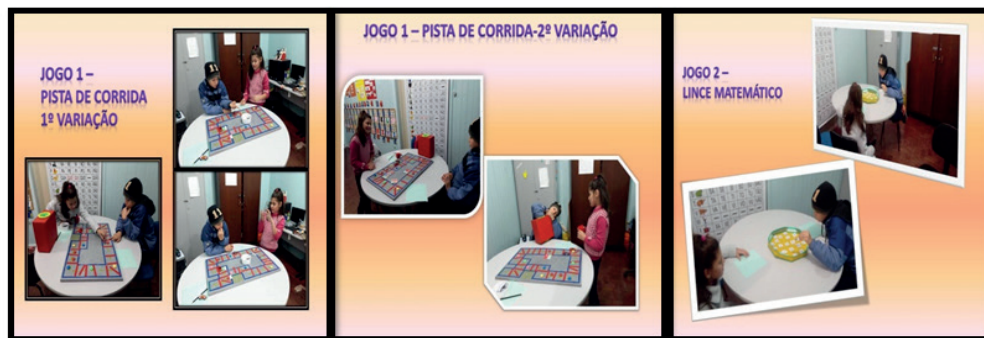 JOGO 1 –
PISTA DE CORRIDA
1º VARIAÇÃO
JOGO 1 – PISTA DE CORRIDA-2º VARIAÇÃO
JOGO 2 –
LINCE MATEMÁTICO